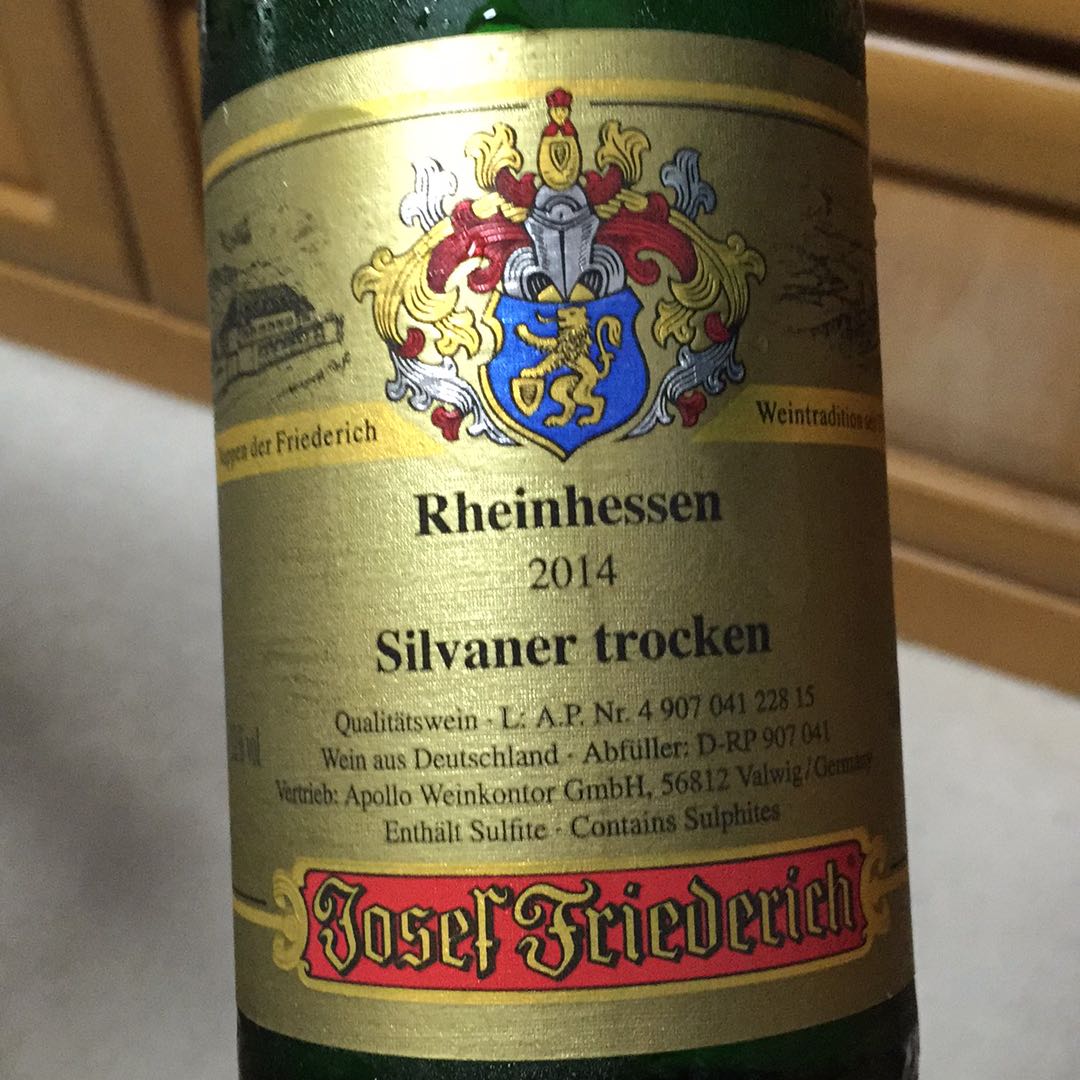 der Friederich
Weintradition
Rheinhessen
2014
Silvaner trocken
Qualitätswein - L: A.P. Nr. 4 907 041 228 15
Wein aus Deutschland - Abfüller: D-RP 907 041
vol
Vertrieb: Apollo Weinkontor GmbH, 56812 Valwig/Germany
Enthält Sulfite - Contains Sulphites
Josef Friederich